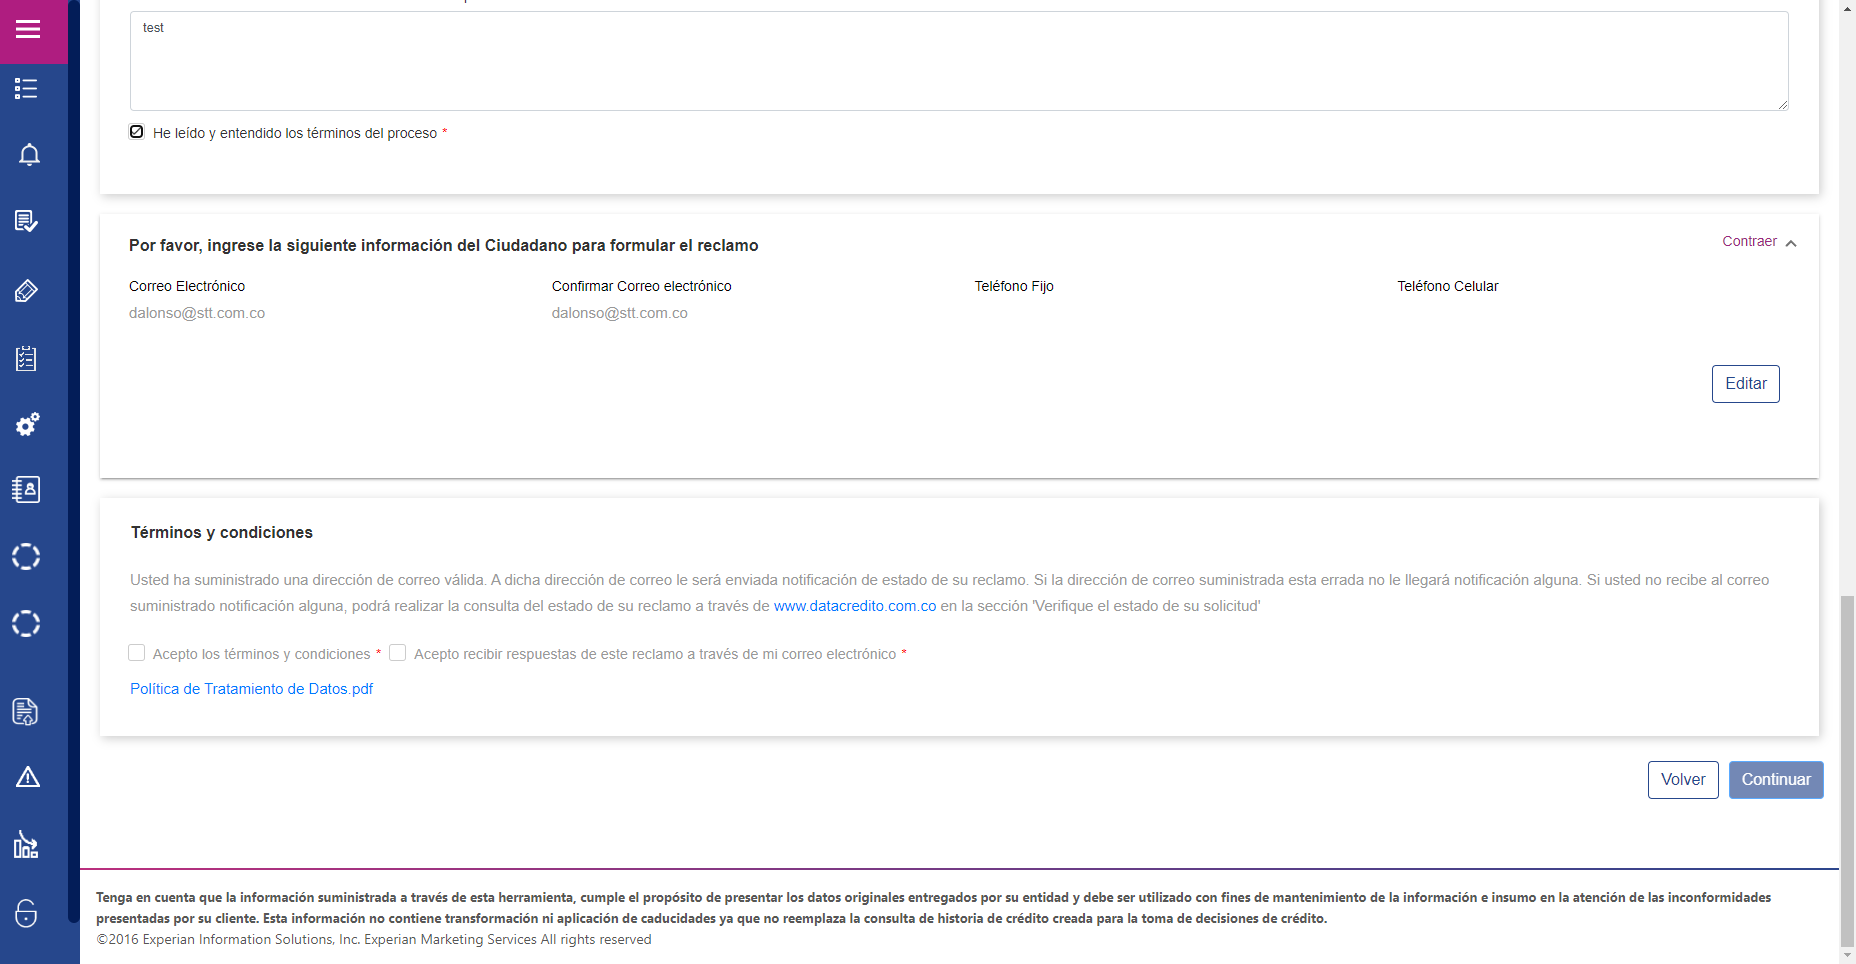 test
He leído y entendido los términos del proceso *
Por favor, ingrese la siguiente información del Ciudadano para formular el reclamo
Contraer
Correo Electrónico
Confirmar Correo electrónico
Teléfono Fijo
Teléfono Celular
dalonso@stt.com.co
dalonso@stt.com.co
Editar
Términos y condiciones
Usted ha suministrado una dirección de correo válida. A dicha dirección de correo le será enviada notificación de estado de su reclamo. Si la dirección de correo suministrada esta errada no le llegará notificación alguna. Si usted no recibe al correo
suministrado notificación alguna, podrá realizar la consulta del estado de su reclamo a través de www.datacredito.com.co en la sección 'Verifique el estado de su solicitud'
Acepto los términos y condiciones * Acepto recibir respuestas de este reclamo a través de mi correo electrónico *
Política de Tratamiento de Datos.pdf
Volver
Continuar
Tenga en cuenta que la información suministrada a través de esta herramienta, cumple el propósito de presentar los datos originales entregados por su entidad y debe ser utilizado con fines de mantenimiento de la información e insumo en la atención de las inconformidades
presentadas por su cliente. Esta información no contiene transformación ni aplicación de caducidades ya que no reemplaza la consulta de historia de crédito creada para la toma de decisiones de crédito.
©2016 Experian Information Solutions, Inc. Experian Marketing Services All rights reserved